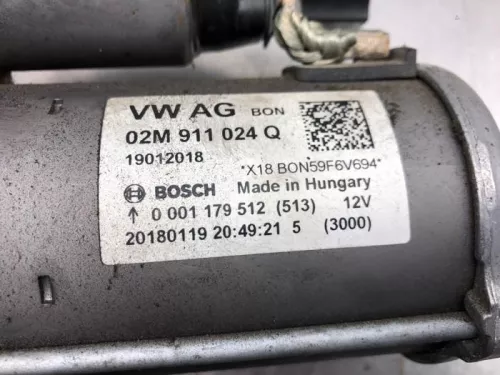 VW AG BON
02M 911 024 Q
19012018
*X18 BON59F6V694*
BOSCH Made in Hungary
↑ 0 001 179 512 (513) 12V
20180119 20:49:21 5 (3000)